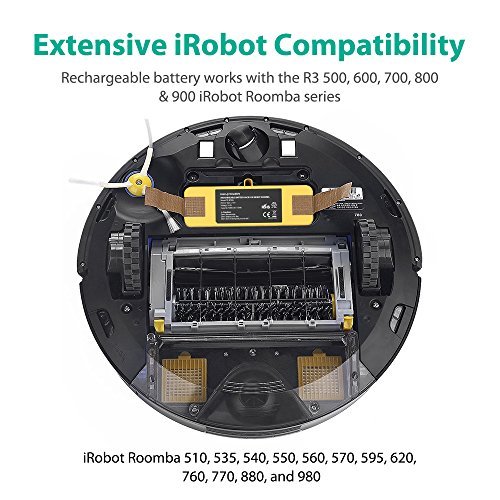 Extensive iRobot Compatibility
Rechargeable battery works with the R3 500, 600, 700, 800
& 900 iRobot Roomba series
760
iRobot Roomba 510, 535, 540, 550, 560, 570, 595, 620,
760, 770, 880, and 980